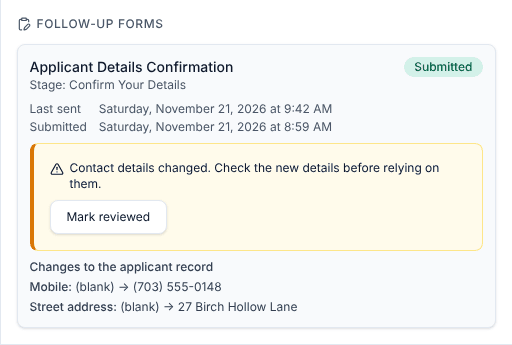 FOLLOW-UP FORMS
Applicant Details Confirmation
Submitted
Stage: Confirm Your Details
Last sent Saturday, November 21, 2026 at 9:42 AM
Submitted Saturday, November 21, 2026 at 8:59 AM
Contact details changed. Check the new details before relying on
them.
Mark reviewed
Changes to the applicant record
Mobile: (blank) → (703) 555-0148
Street address: (blank) → 27 Birch Hollow Lane